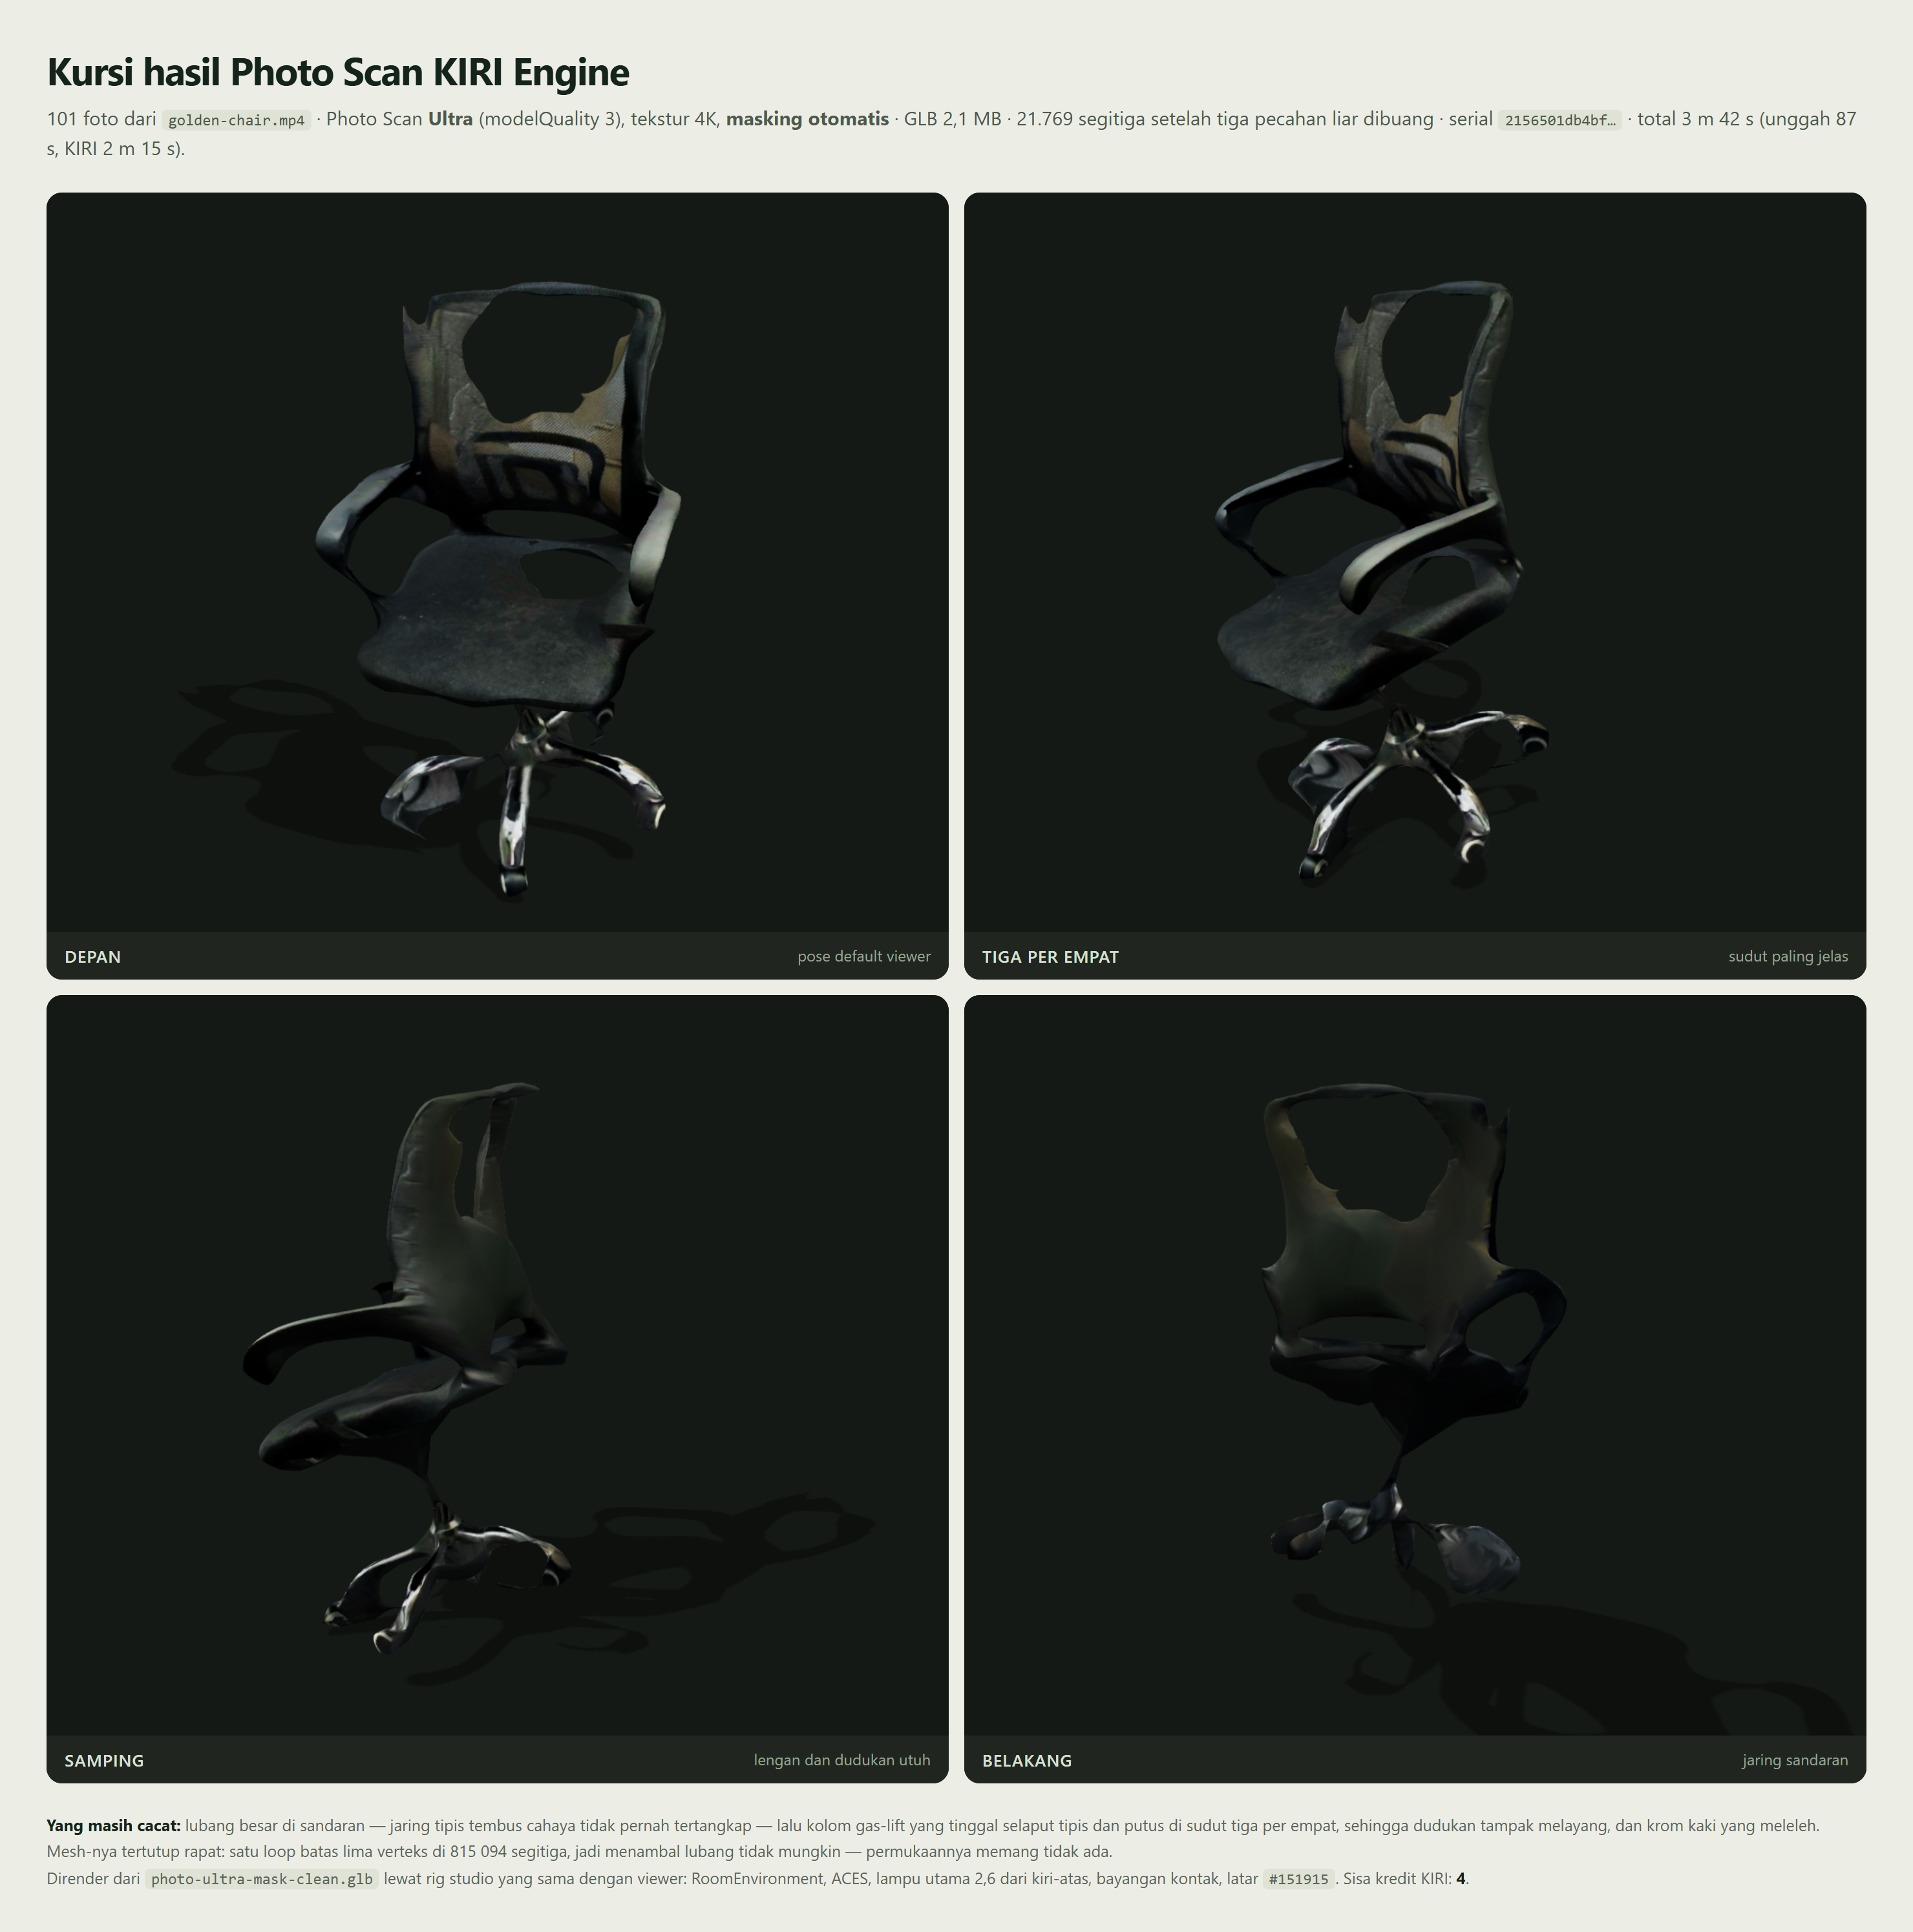 Kursi hasil Photo Scan KIRI Engine
101 foto dari golden-chair.mp4 · Photo Scan Ultra (modelQuality 3), tekstur 4K, masking otomatis · GLB 2,1 MB · 21.769 segitiga setelah tiga pecahan liar dibuang · serial 2156501db4bf… · total 3 m 42 s (unggah 87
s, KIRI 2 m 15 s).
DEPAN pose default viewer
TIGA PER EMPAT sudut paling jelas
SAMPING lengan dan dudukan utuh
BELAKANG jaring sandaran
Yang masih cacat: lubang besar di sandaran — jaring tipis tembus cahaya tidak pernah tertangkap — lalu kolom gas-lift yang tinggal selaput tipis dan putus di sudut tiga per empat, sehingga dudukan tampak melayang, dan krom kaki yang meleleh.
Mesh-nya tertutup rapat: satu loop batas lima verteks di 815 094 segitiga, jadi menambal lubang tidak mungkin — permukaannya memang tidak ada.
Dirender dari photo-ultra-mask-clean.glb lewat rig studio yang sama dengan viewer: RoomEnvironment, ACES, lampu utama 2,6 dari kiri-atas, bayangan kontak, latar #151915. Sisa kredit KIRI: 4.